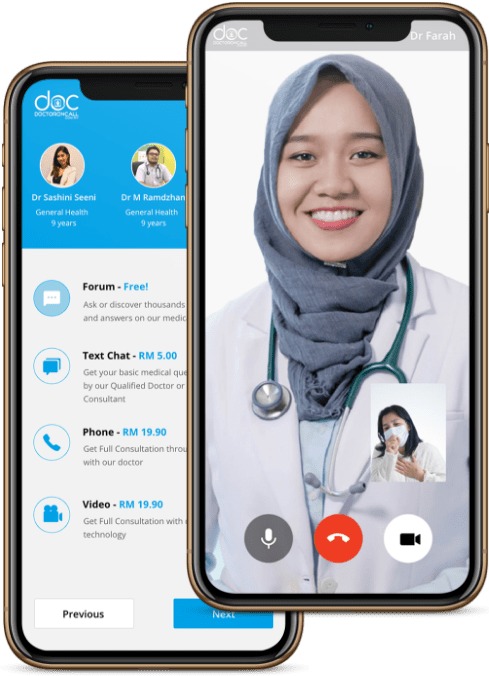 doc
DOCTORONCALL
Dr Sashini Seeni
General Health
9 years
Dr M Ramdzhan
General Health
9 years
Forum - Free!
Ask or discover thousands
and answers on our medic
Text Chat - RM 5.00
Get your basic medical que
by our Qualified Doctor or
Consultant
Phone - RM 19.90
Get Full Consultation throu
with our doctor
Video - RM 19.90
Get Full Consultation with
technology
Previous
Next
doc
DOCTORONCALL
Dr Farah